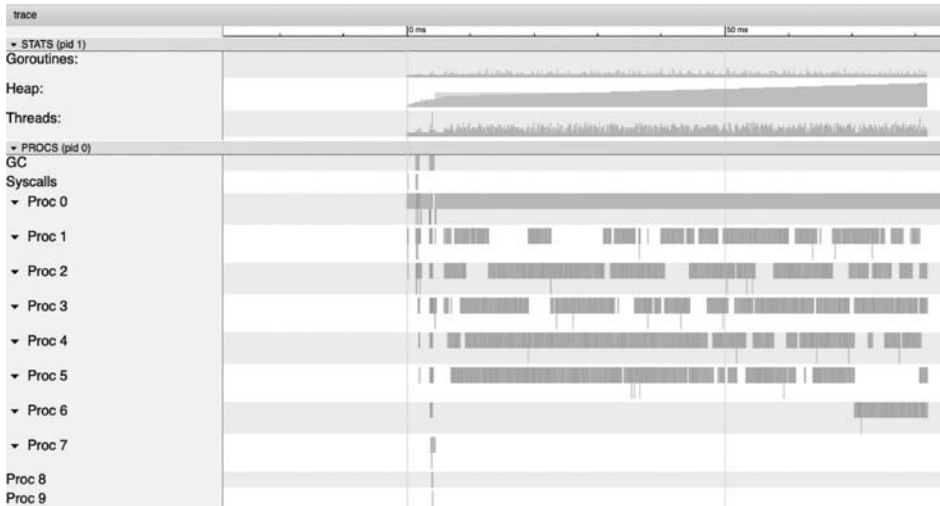 trace
0 ms
50 ms
STATS (pid 1)
Goroutines:
Heap:
Threads:
PROCS (pid 0)
GC
Syscalls
Proc 0
Proc 1
Proc 2
Proc 3
Proc 4
Proc 5
Proc 6
Proc 7
Proc 8
Proc 9